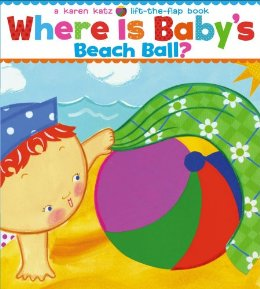 a karen katz lift-the-flap book
Where is Baby's
Beach Ball?